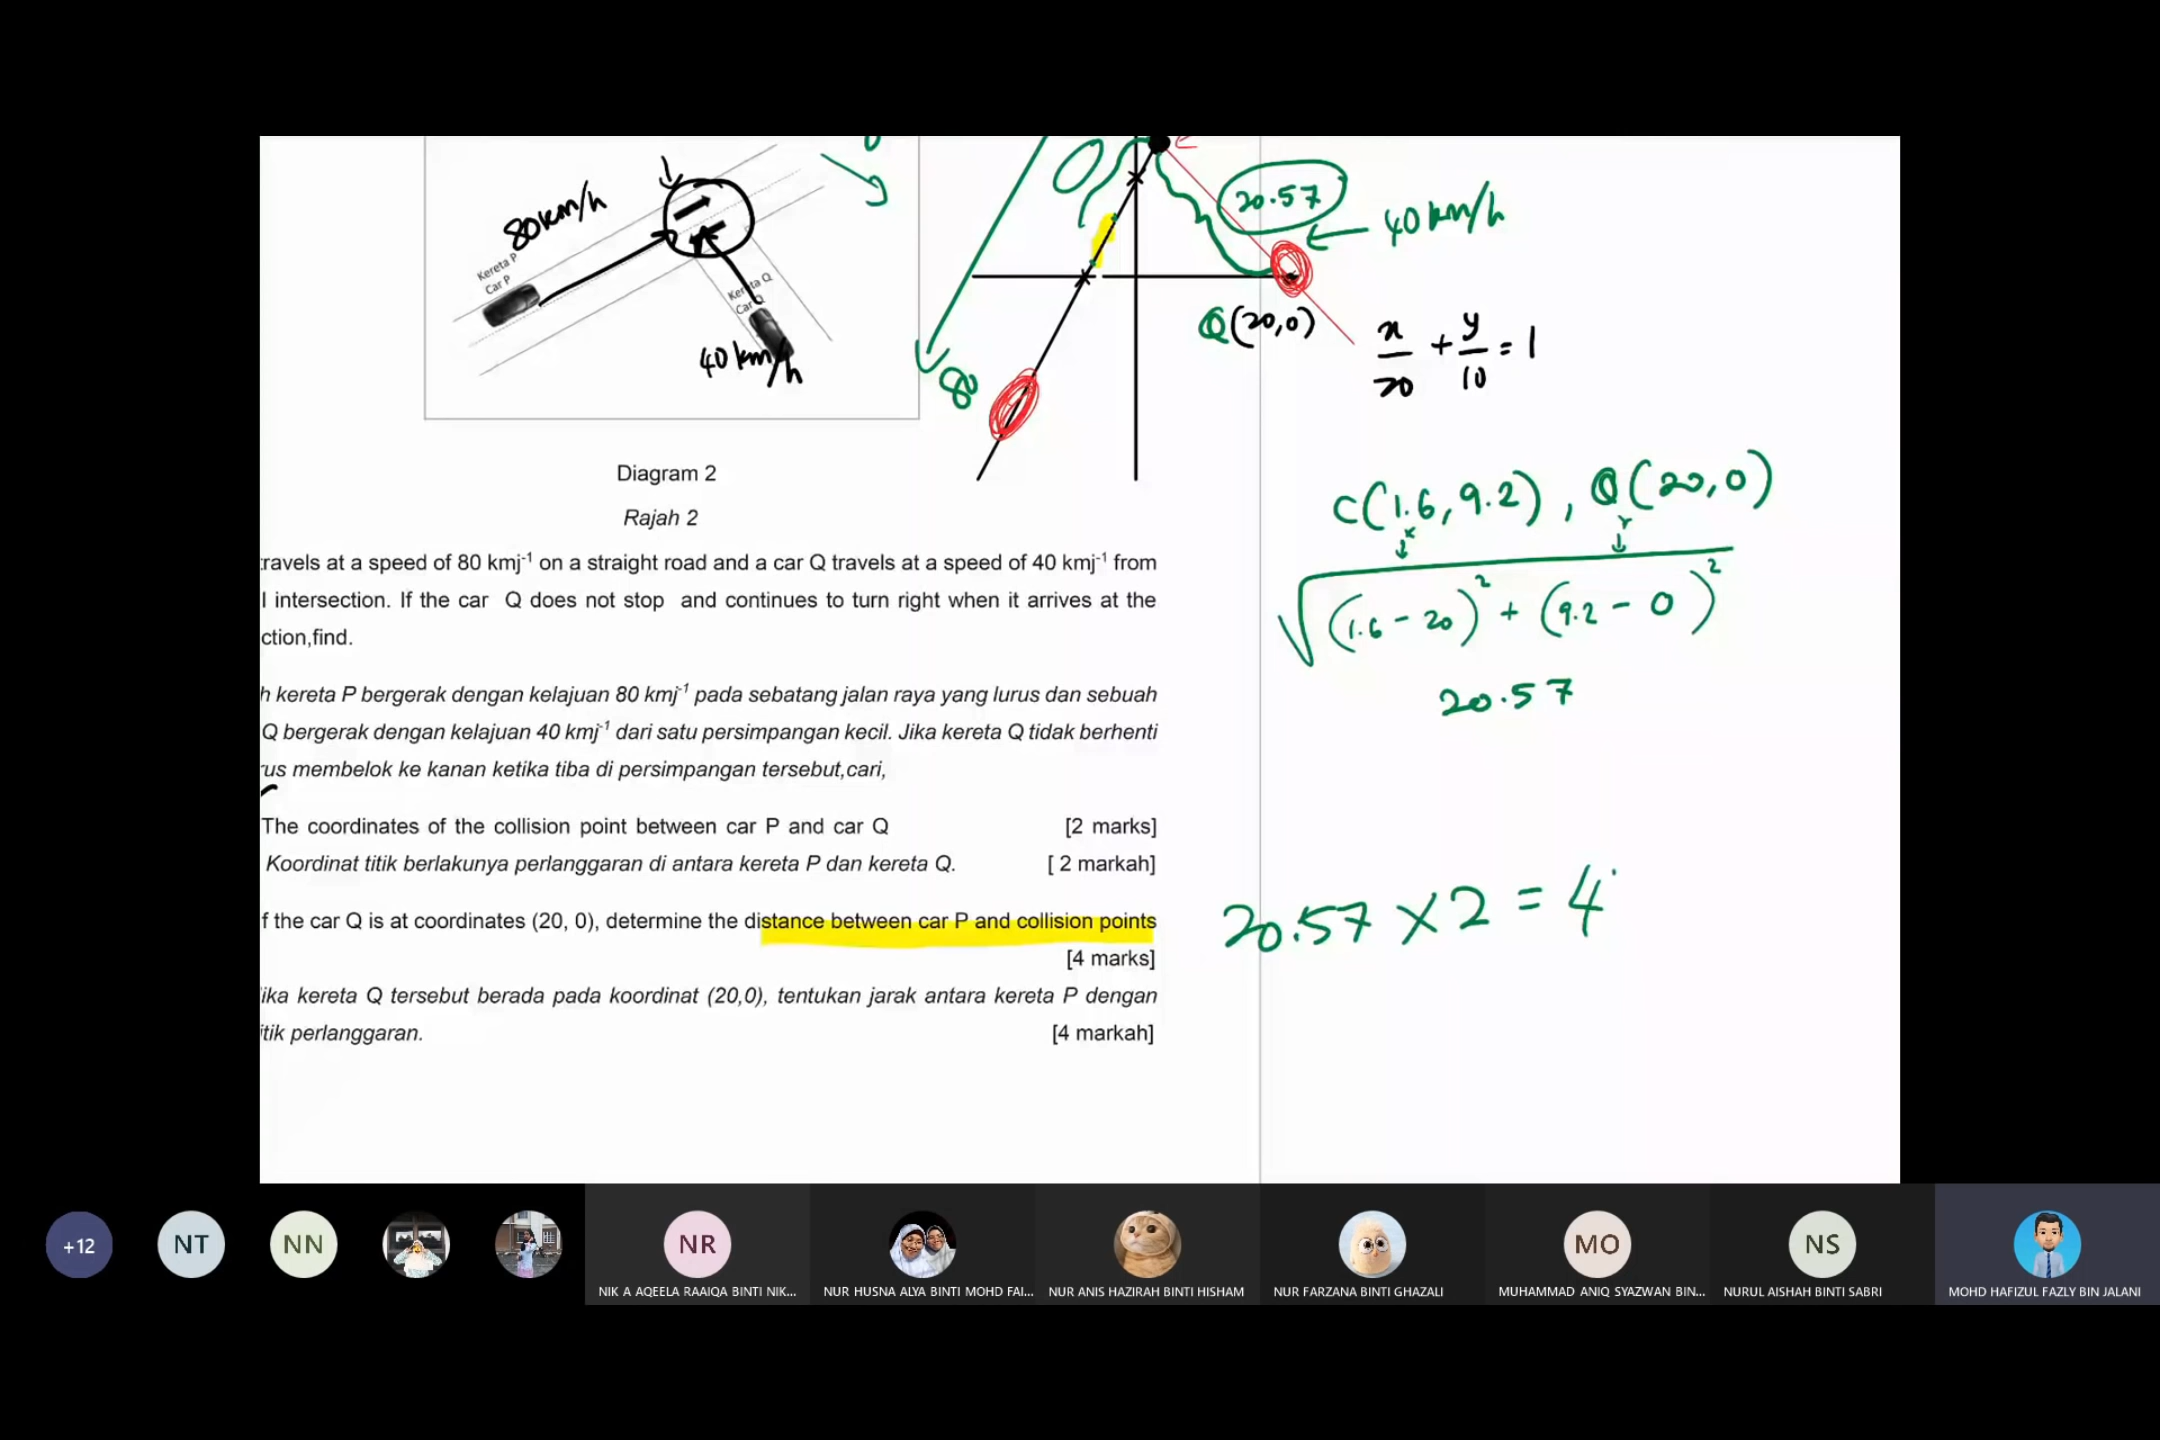 80km/h
Kereta P
Car P
Kereta Q
Car Q
40 km/h
20.57
40 km/h
Q(20,0)
x/20 + y/10 = 1
80
Diagram 2
Rajah 2
C(1.6, 9.2), Q(20,0)
√(1.6 - 20)² + (9.2 - 0)²
20.57
ravels at a speed of 80 kmj⁻¹ on a straight road and a car Q travels at a speed of 40 kmj⁻¹ from
l intersection. If the car Q does not stop and continues to turn right when it arrives at the
ction,find.
h kereta P bergerak dengan kelajuan 80 kmj⁻¹ pada sebatang jalan raya yang lurus dan sebuah
Q bergerak dengan kelajuan 40 kmj⁻¹ dari satu persimpangan kecil. Jika kereta Q tidak berhenti
rus membelok ke kanan ketika tiba di persimpangan tersebut,cari,
The coordinates of the collision point between car P and car Q [2 marks]
Koordinat titik berlakunya perlanggaran di antara kereta P dan kereta Q. [ 2 markah]
f the car Q is at coordinates (20, 0), determine the distance between car P and collision points
[4 marks]
ika kereta Q tersebut berada pada koordinat (20,0), tentukan jarak antara kereta P dengan
itik perlanggaran. [4 markah]
20.57 × 2 = 4
+12
NT
NN
NR
MO
NS
NIK A AQEELA RAAIQA BINTI NIK...
NUR HUSNA ALYA BINTI MOHD FAI...
NUR ANIS HAZIRAH BINTI HISHAM
NUR FARZANA BINTI GHAZALI
MUHAMMAD ANIQ SYAZWAN BIN...
NURUL AISHAH BINTI SABRI
MOHD HAFIZUL FAZLY BIN JALANI